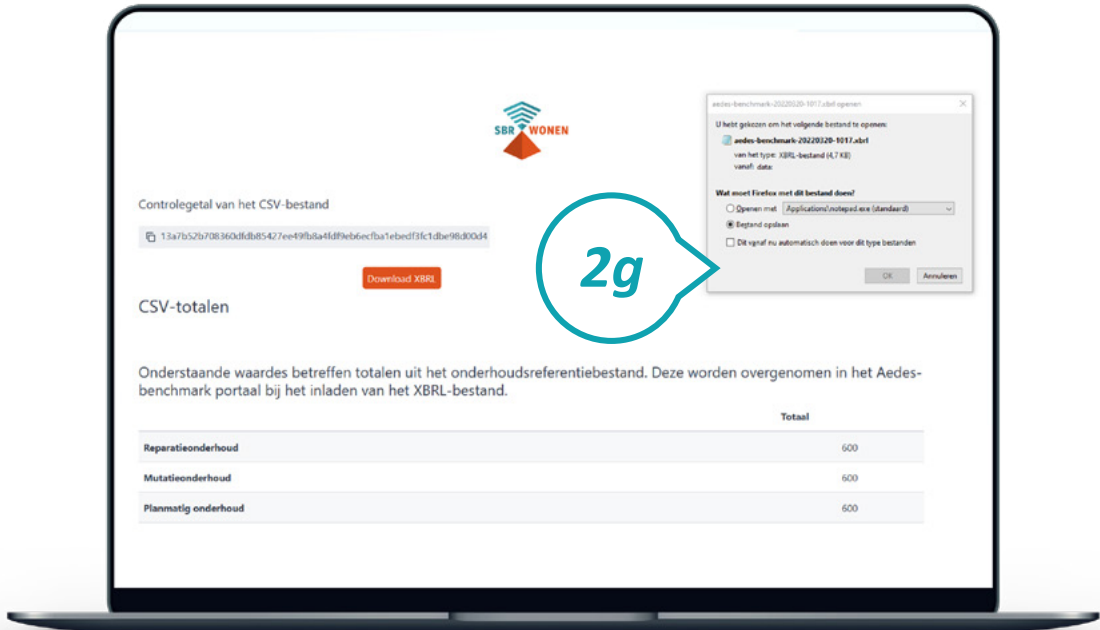 SBR WONEN
aedes-benchmark-20220320-1017.xbrl openen
U hebt gekozen om het volgende bestand te openen:
aedes-benchmark-20220320-1017.xbrl
van het type: XBRL-bestand (4,7 KB)
vanaf: data:
Wat moet Firefox met dit bestand doen?
Openen met Applications\notepad.exe (standaard)
Bestand opslaan
Dit vanaf nu automatisch doen voor dit type bestanden
OK Annuleren
2g
Controlegetal van het CSV-bestand
13a7b52b708360dfdb85427ee49fb8a4fdf9eb6ecfba1ebedf3fc1dbe98d00d4
Download XBRL
CSV-totalen
Onderstaande waardes betreffen totalen uit het onderhoudsreferentiebestand. Deze worden overgenomen in het Aedes-
benchmark portaal bij het inladen van het XBRL-bestand.
Totaal
Reparatieonderhoud 600
Mutatieonderhoud 600
Planmatig onderhoud 600